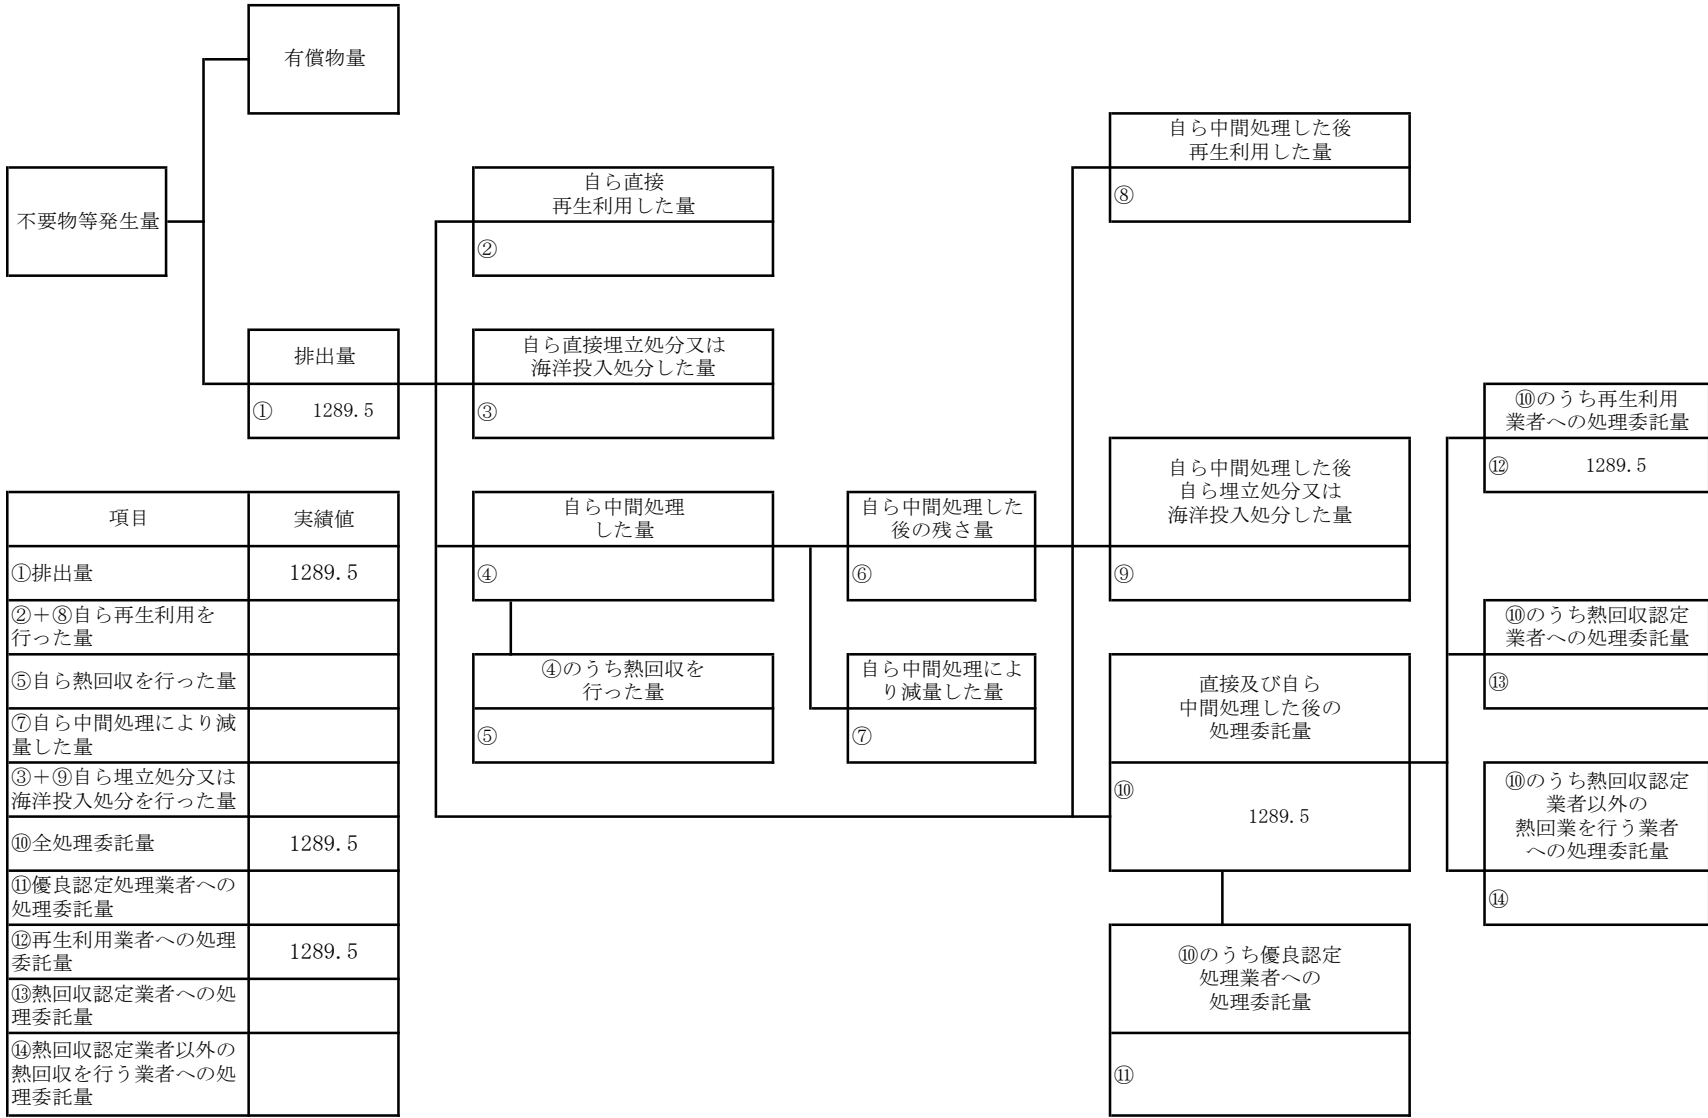 有償物量
不要物等発生量
排出量
①
1289.5
自ら直接
再生利用した量
②
自ら直接埋立処分又は
海洋投入処分した量
③
自ら中間処理
した量
④
④のうち熱回収を
行った量
⑤
自ら中間処理した
後の残さ量
⑥
自ら中間処理によ
り減量した量
⑦
自ら中間処理した後
再生利用した量
⑧
自ら中間処理した後
自ら埋立処分又は
海洋投入処分した量
⑨
直接及び自ら
中間処理した後の
処理委託量
⑩
1289.5
⑩のうち優良認定
処理業者への
処理委託量
⑪
⑩のうち再生利用
業者への処理委託量
⑫
1289.5
⑩のうち熱回収認定
業者への処理委託量
⑬
⑩のうち熱回収認定
業者以外の
熱回業を行う業者
への処理委託量
⑭
項目
実績値
①排出量
1289.5
②＋⑧自ら再生利用を
行った量
⑤自ら熱回収を行った量
⑦自ら中間処理により減
量した量
③＋⑨自ら埋立処分又は
海洋投入処分を行った量
⑩全処理委託量
1289.5
⑪優良認定処理業者への
処理委託量
⑫再生利用業者への処理
委託量
1289.5
⑬熱回収認定業者への処
理委託量
⑭熱回収認定業者以外の
熱回収を行う業者への処
理委託量